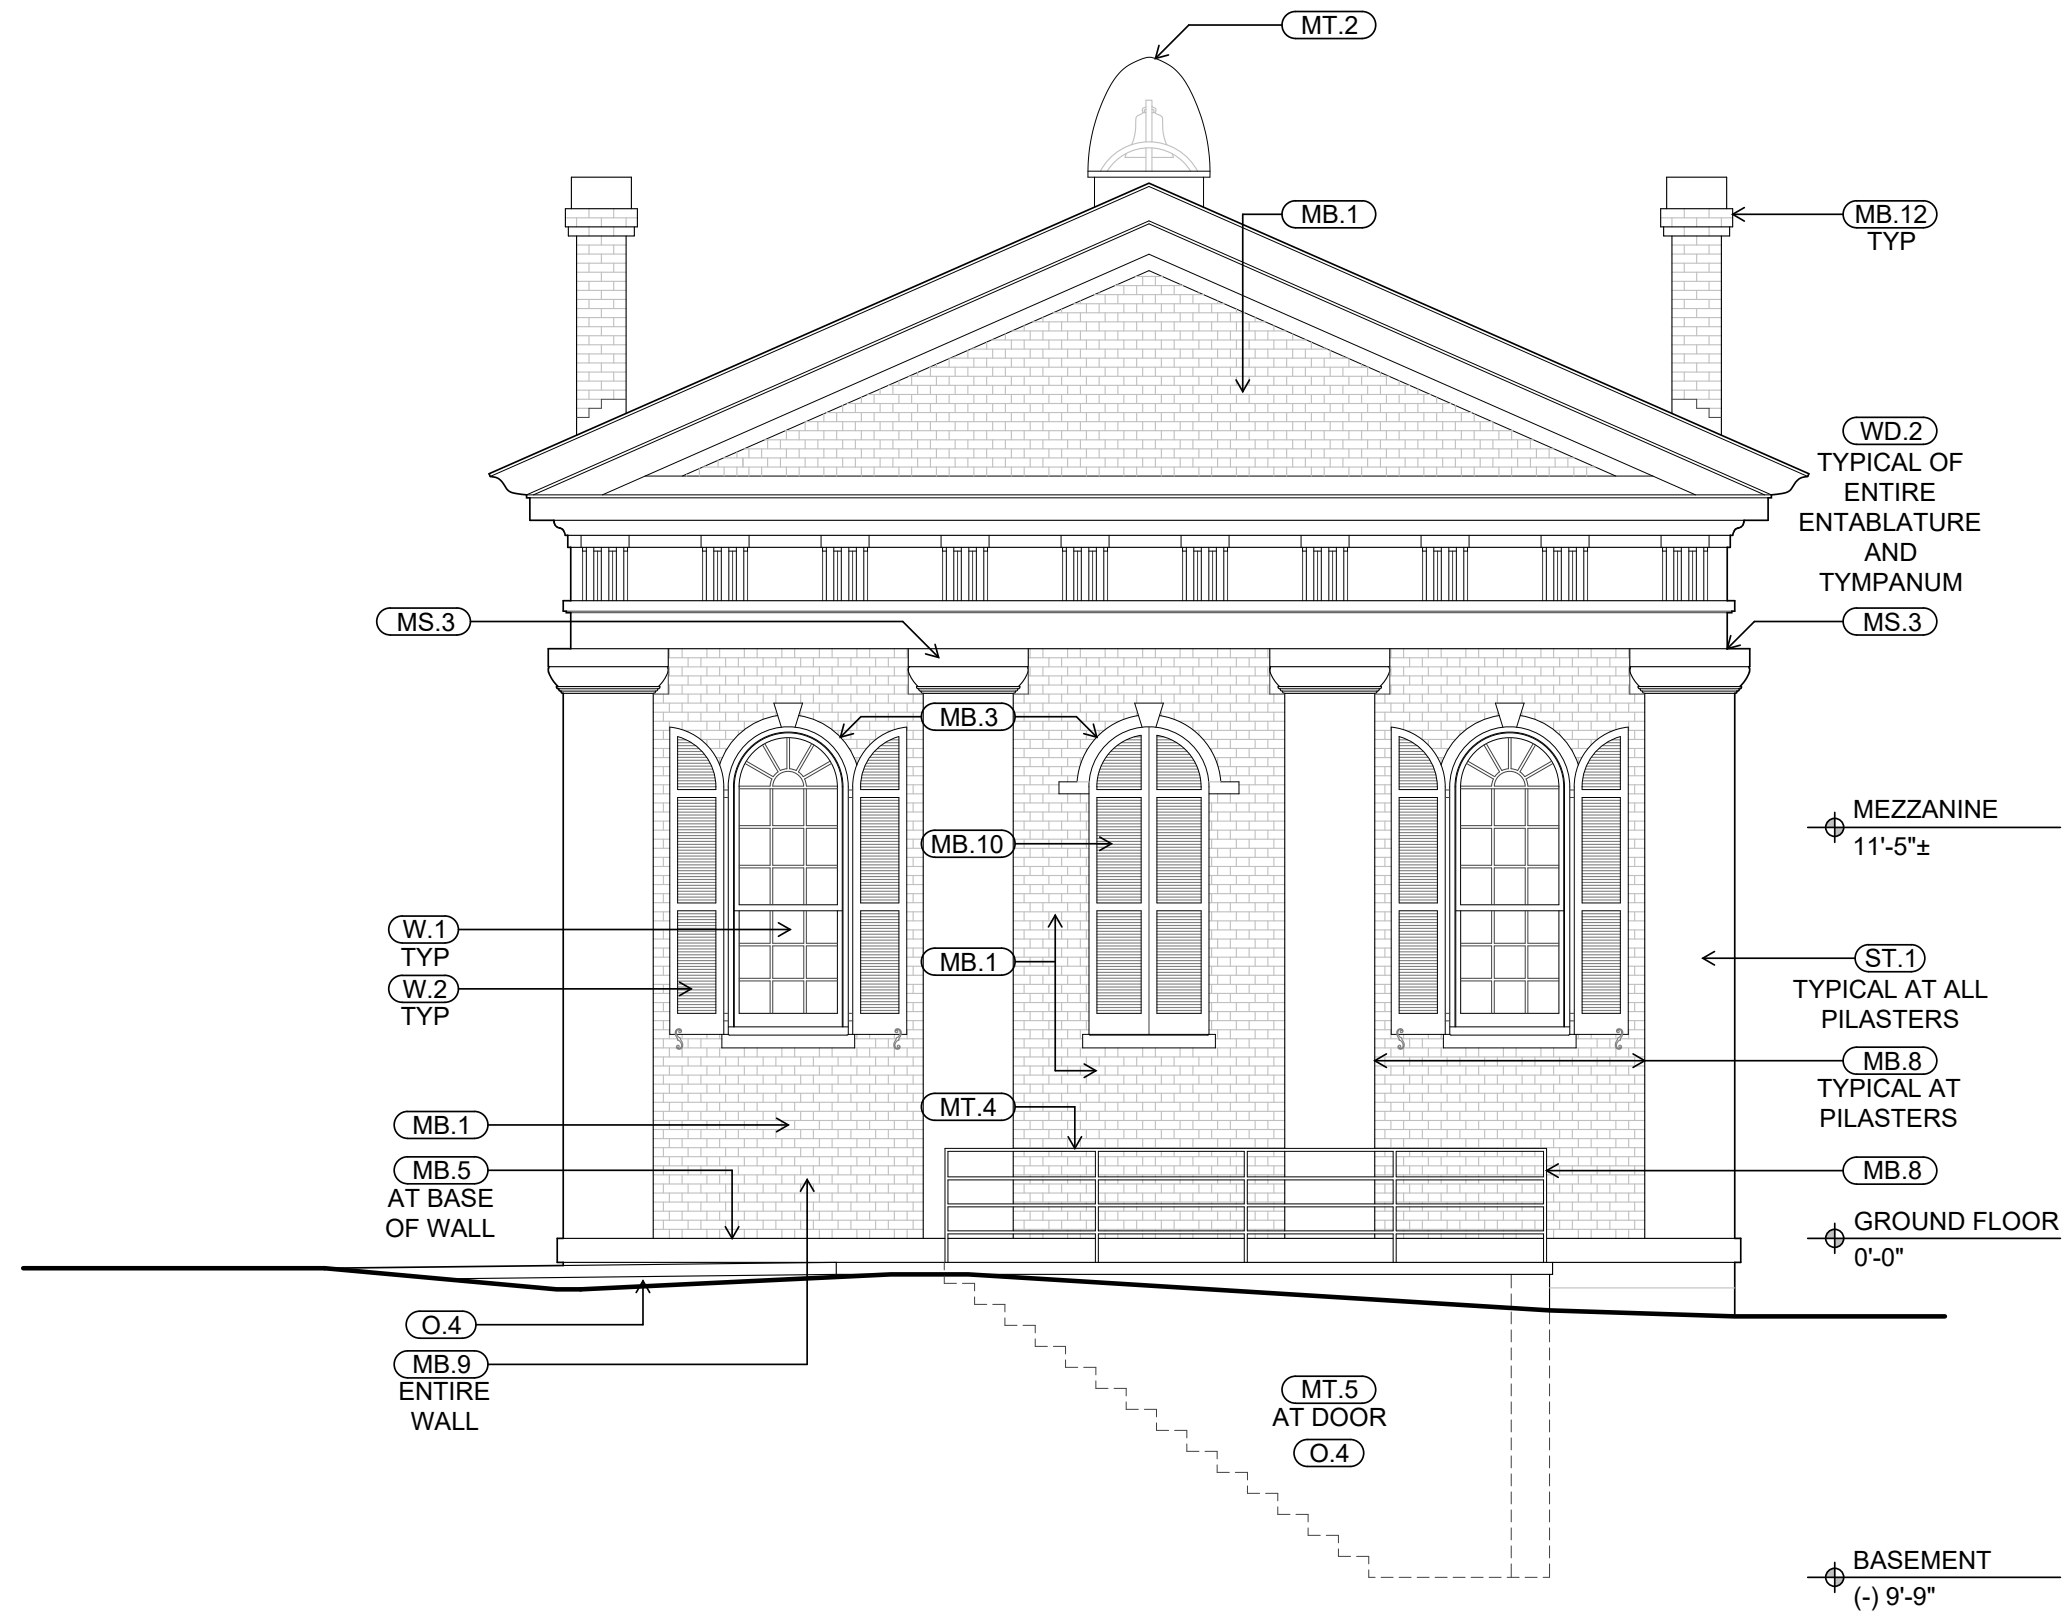 MT.2
MB.1
MB.12
TYP
WD.2
TYPICAL OF
ENTIRE
ENTABLATURE
AND
TYMPANUM
MS.3
MS.3
MB.3
MEZZANINE
11'-5"±
MB.10
W.1
TYP
W.2
TYP
MB.1
ST.1
TYPICAL AT ALL
PILASTERS
MB.8
TYPICAL AT
PILASTERS
MT.4
MB.1
MB.5
AT BASE
OF WALL
MB.8
GROUND FLOOR
0'-0"
O.4
MB.9
ENTIRE
WALL
MT.5
AT DOOR
O.4
BASEMENT
(-) 9'-9"